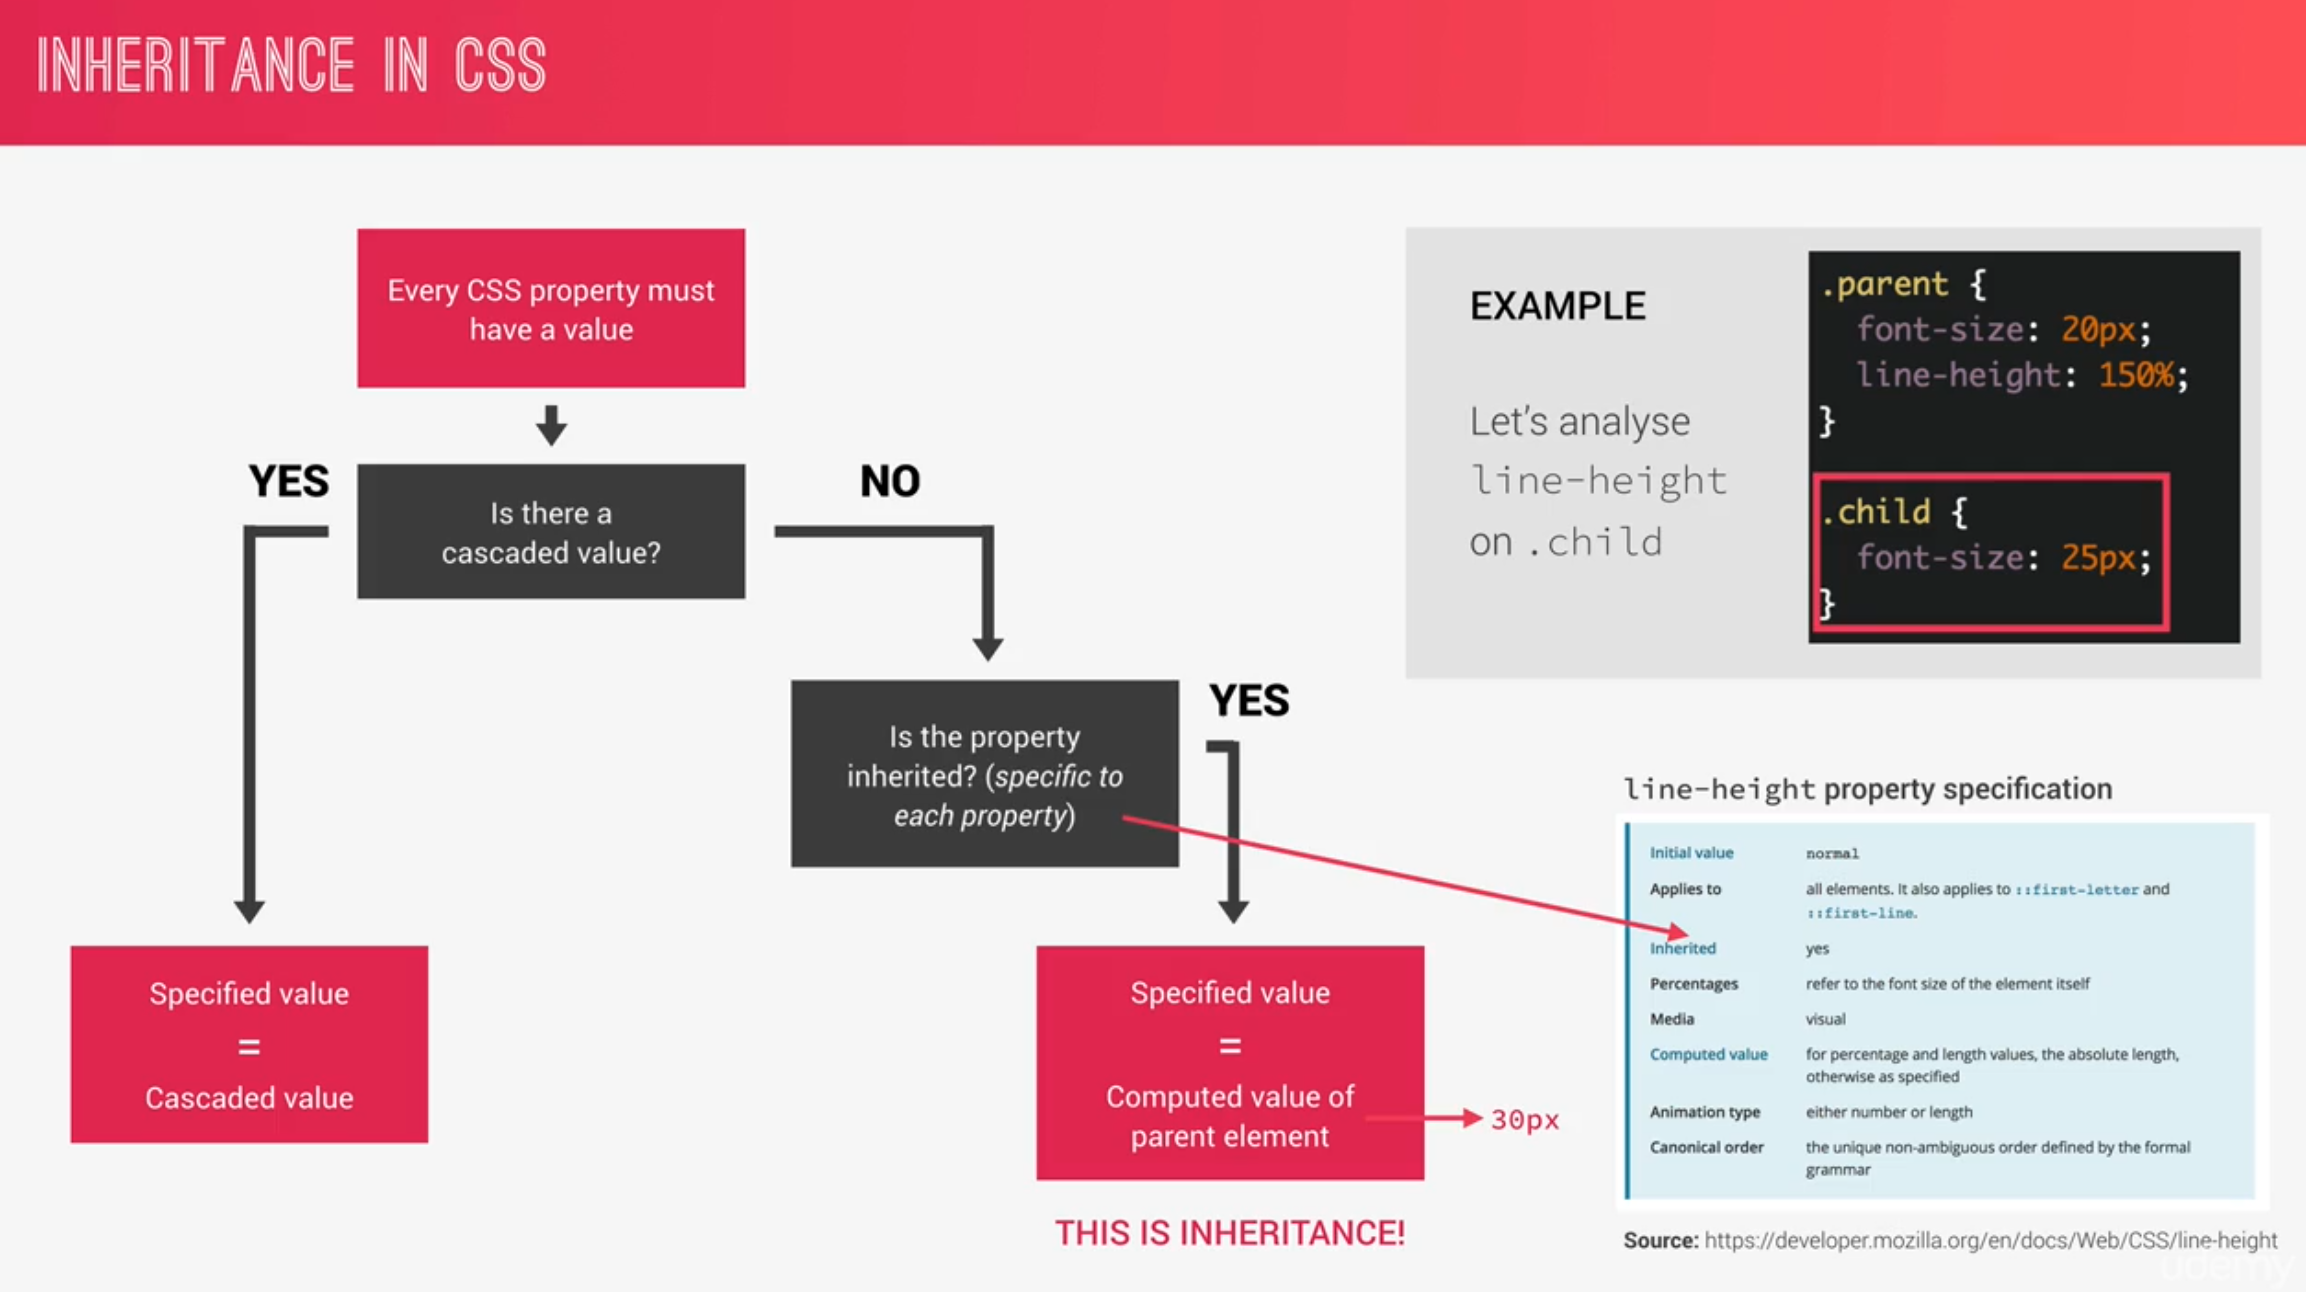 INHERITANCE IN CSS
Every CSS property must
have a value
YES
NO
Is there a
cascaded value?
Is the property
inherited? (specific to
each property)
YES
Specified value
=
Cascaded value
Specified value
=
Computed value of
parent element
30px
THIS IS INHERITANCE!
EXAMPLE
Let's analyse
line-height
on .child
.parent {
font-size: 20px;
line-height: 150%;
}
.child {
font-size: 25px;
}
line-height property specification
Initial value normal
Applies to all elements. It also applies to ::first-letter and
::first-line.
Inherited yes
Percentages refer to the font size of the element itself
Media visual
Computed value for percentage and length values, the absolute length,
otherwise as specified
Animation type either number or length
Canonical order the unique non-ambiguous order defined by the formal
grammar
Source: https://developer.mozilla.org/en/docs/Web/CSS/line-height
udemy